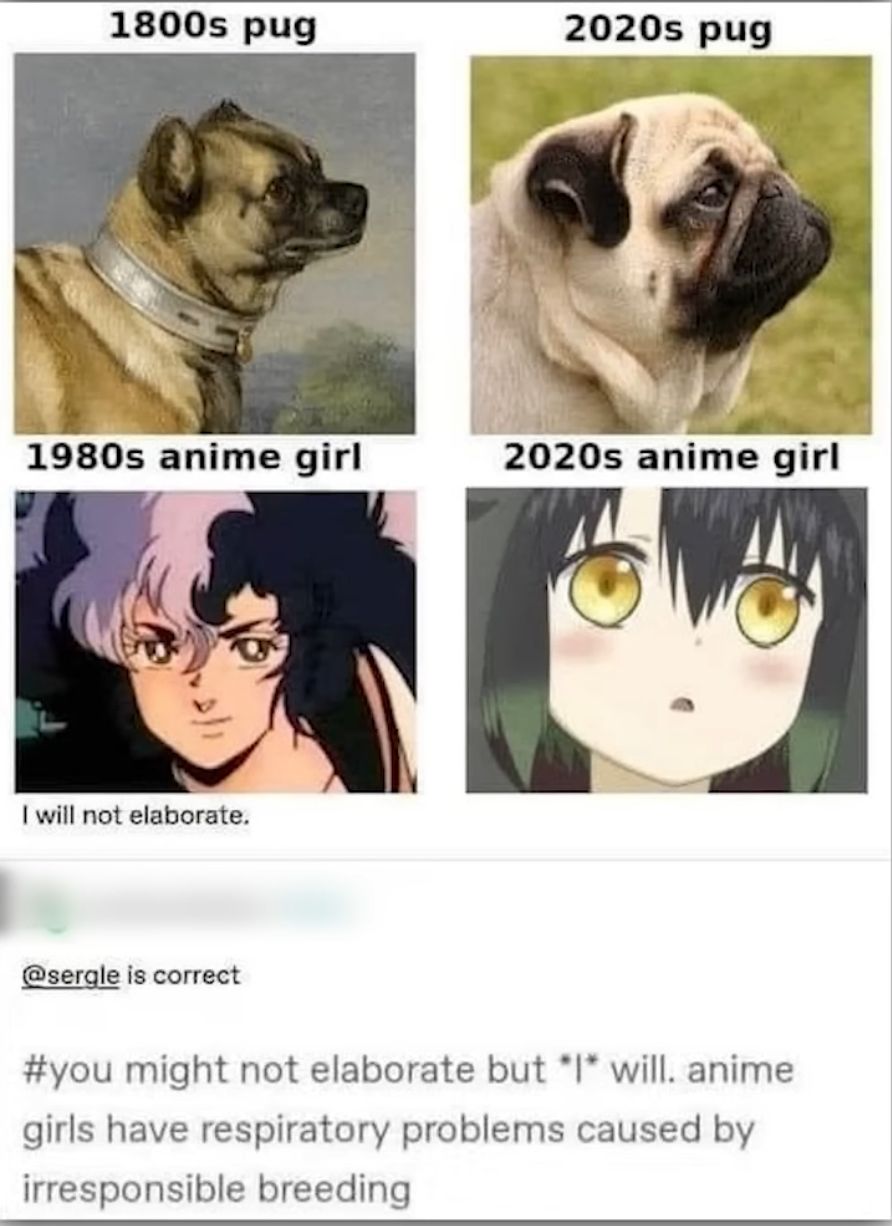 1800s pug
2020s pug
1980s anime girl
2020s anime girl
I will not elaborate.
@sergle is correct
#you might not elaborate but *I* will. anime
girls have respiratory problems caused by
irresponsible breeding